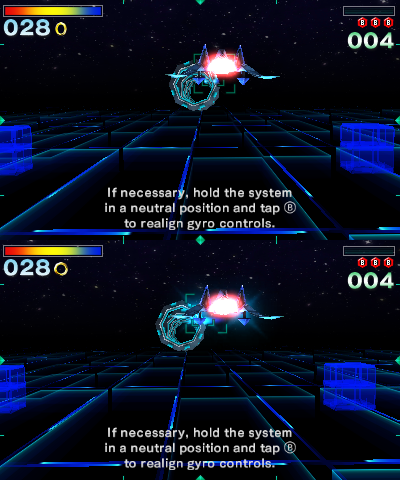 028
B B B
004
If necessary, hold the system
in a neutral position and tap Ⓑ
to realign gyro controls.
028
B B B
004
If necessary, hold the system
in a neutral position and tap Ⓑ
to realign gyro controls.